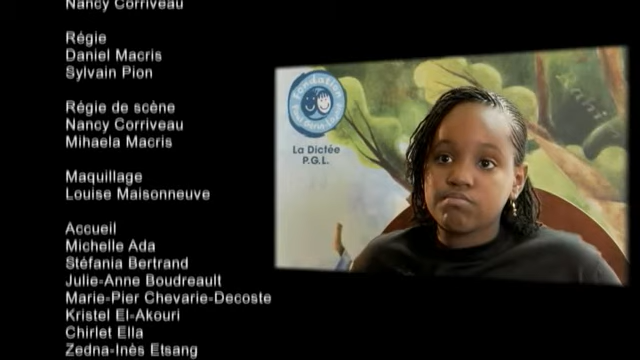 Nancy Corriveau
Régie
Daniel Macris
Sylvain Pion
Régie de scène
Nancy Corriveau
Mihaela Macris
Maquillage
Louise Maisonneuve
Accueil
Michelle Ada
Stéfania Bertrand
Julie-Anne Boudreault
Marie-Pier Chevarie-Decoste
Kristel El-Akouri
Chirlet Ella
Zedna-Inès Etsang
fondation
La Dictée
P.G.L.